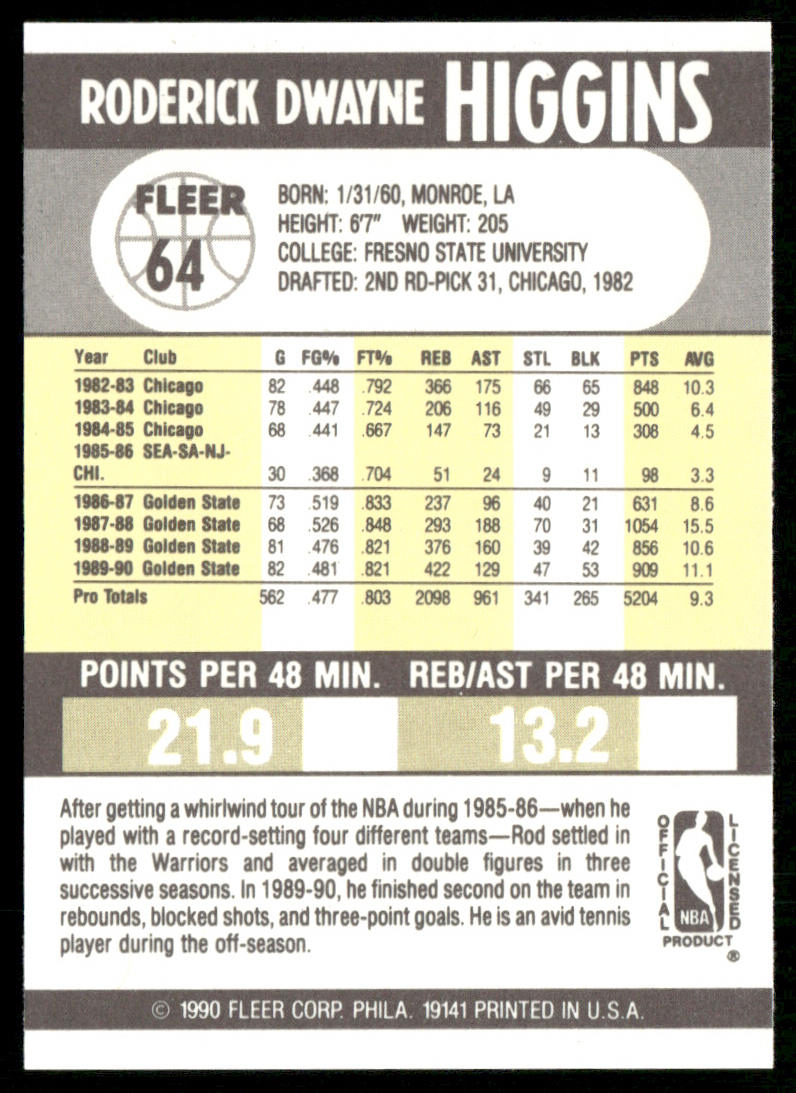 RODERICK DWAYNE HIGGINS
FLEER
64
BORN: 1/31/60, MONROE, LA
HEIGHT: 6'7" WEIGHT: 205
COLLEGE: FRESNO STATE UNIVERSITY
DRAFTED: 2ND RD-PICK 31, CHICAGO, 1982
Year Club G FG% FT% REB AST STL BLK PTS AVG
1982-83 Chicago 82 .448 .792 366 175 66 65 848 10.3
1983-84 Chicago 78 .447 .724 206 116 49 29 500 6.4
1984-85 Chicago 68 .441 .667 147 73 21 13 308 4.5
1985-86 SEA-SA-NJ-
CHI. 30 .368 .704 51 24 9 11 98 3.3
1986-87 Golden State 73 .519 .833 237 96 40 21 631 8.6
1987-88 Golden State 68 .526 .848 293 188 70 31 1054 15.5
1988-89 Golden State 81 .476 .821 376 160 39 42 856 10.6
1989-90 Golden State 82 .481 .821 422 129 47 53 909 11.1
Pro Totals 562 .477 .803 2098 961 341 265 5204 9.3
POINTS PER 48 MIN. REB/AST PER 48 MIN.
21.9 13.2
After getting a whirlwind tour of the NBA during 1985-86—when he
played with a record-setting four different teams—Rod settled in
with the Warriors and averaged in double figures in three
successive seasons. In 1989-90, he finished second on the team in
rebounds, blocked shots, and three-point goals. He is an avid tennis
player during the off-season.
OFFICIAL
NBA
LICENSED
PRODUCT
®
© 1990 FLEER CORP. PHILA. 19141 PRINTED IN U.S.A.